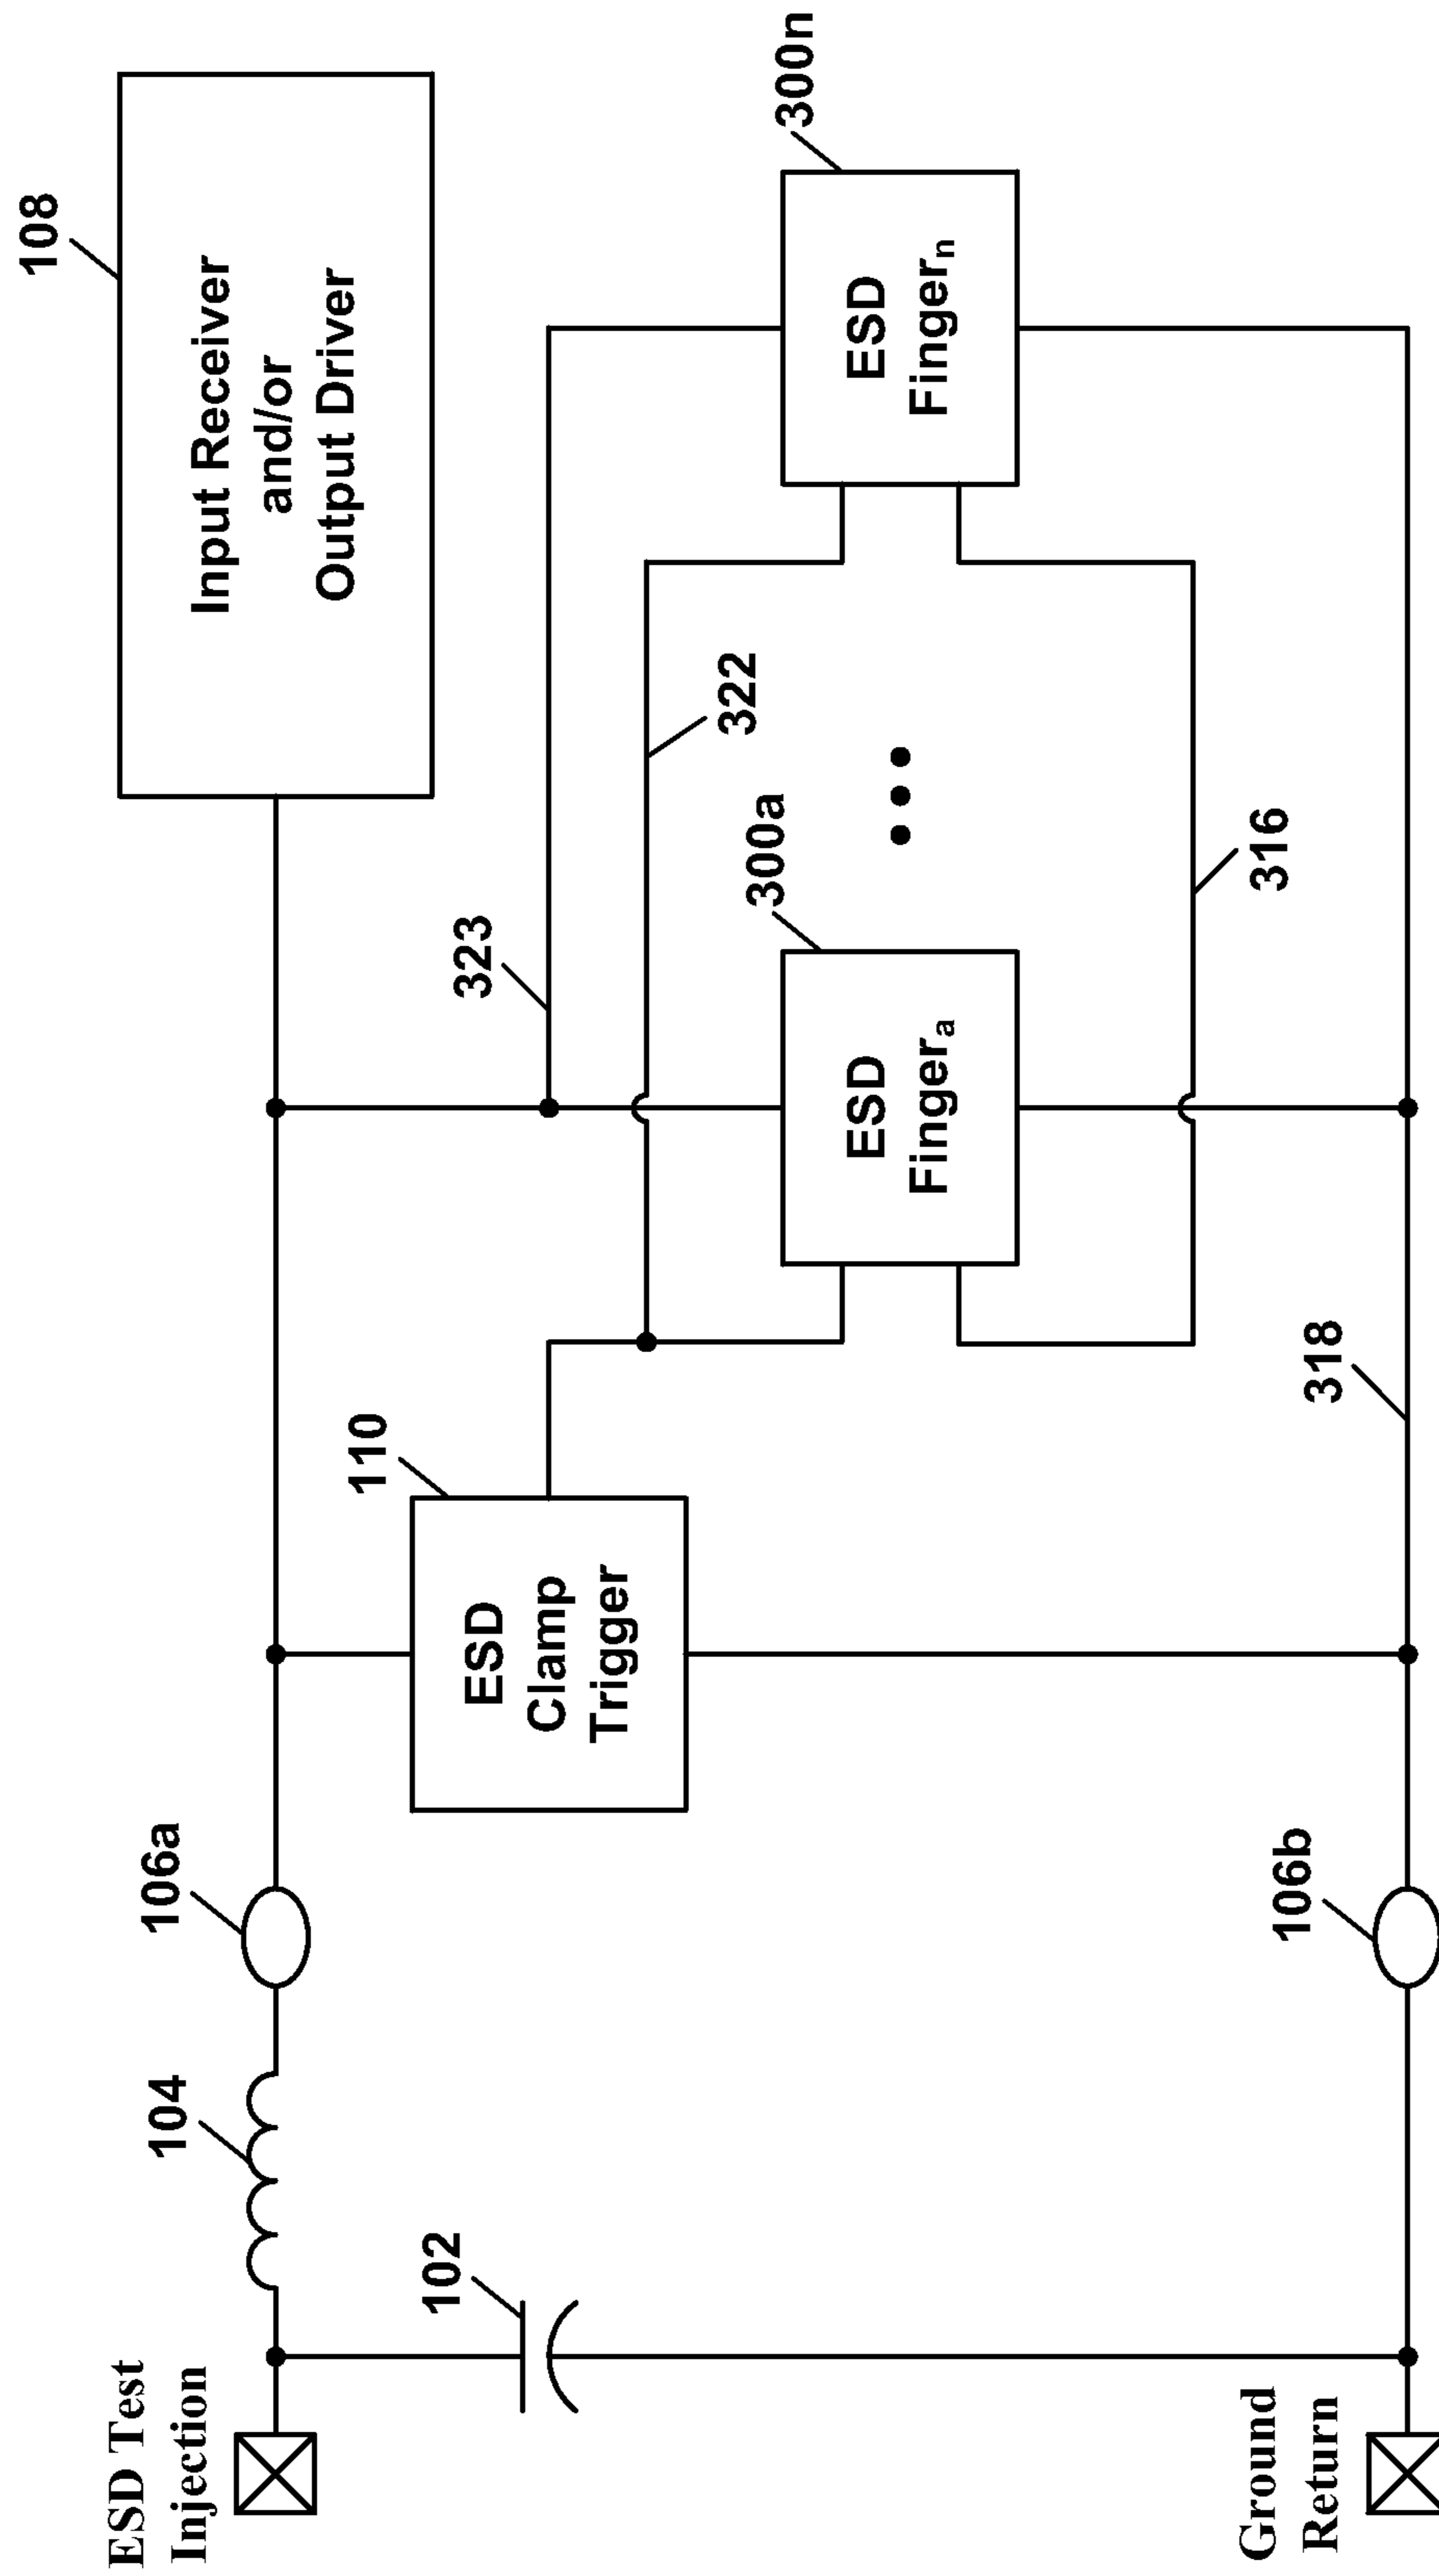 ESD Test
Injection
104
106a
102
110
ESD
Clamp
Trigger
108
Input Receiver
and/or
Output Driver
323
322
300a
ESD
Fingerₐ
300n
ESD
Fingerₙ
316
318
106b
Ground
Return